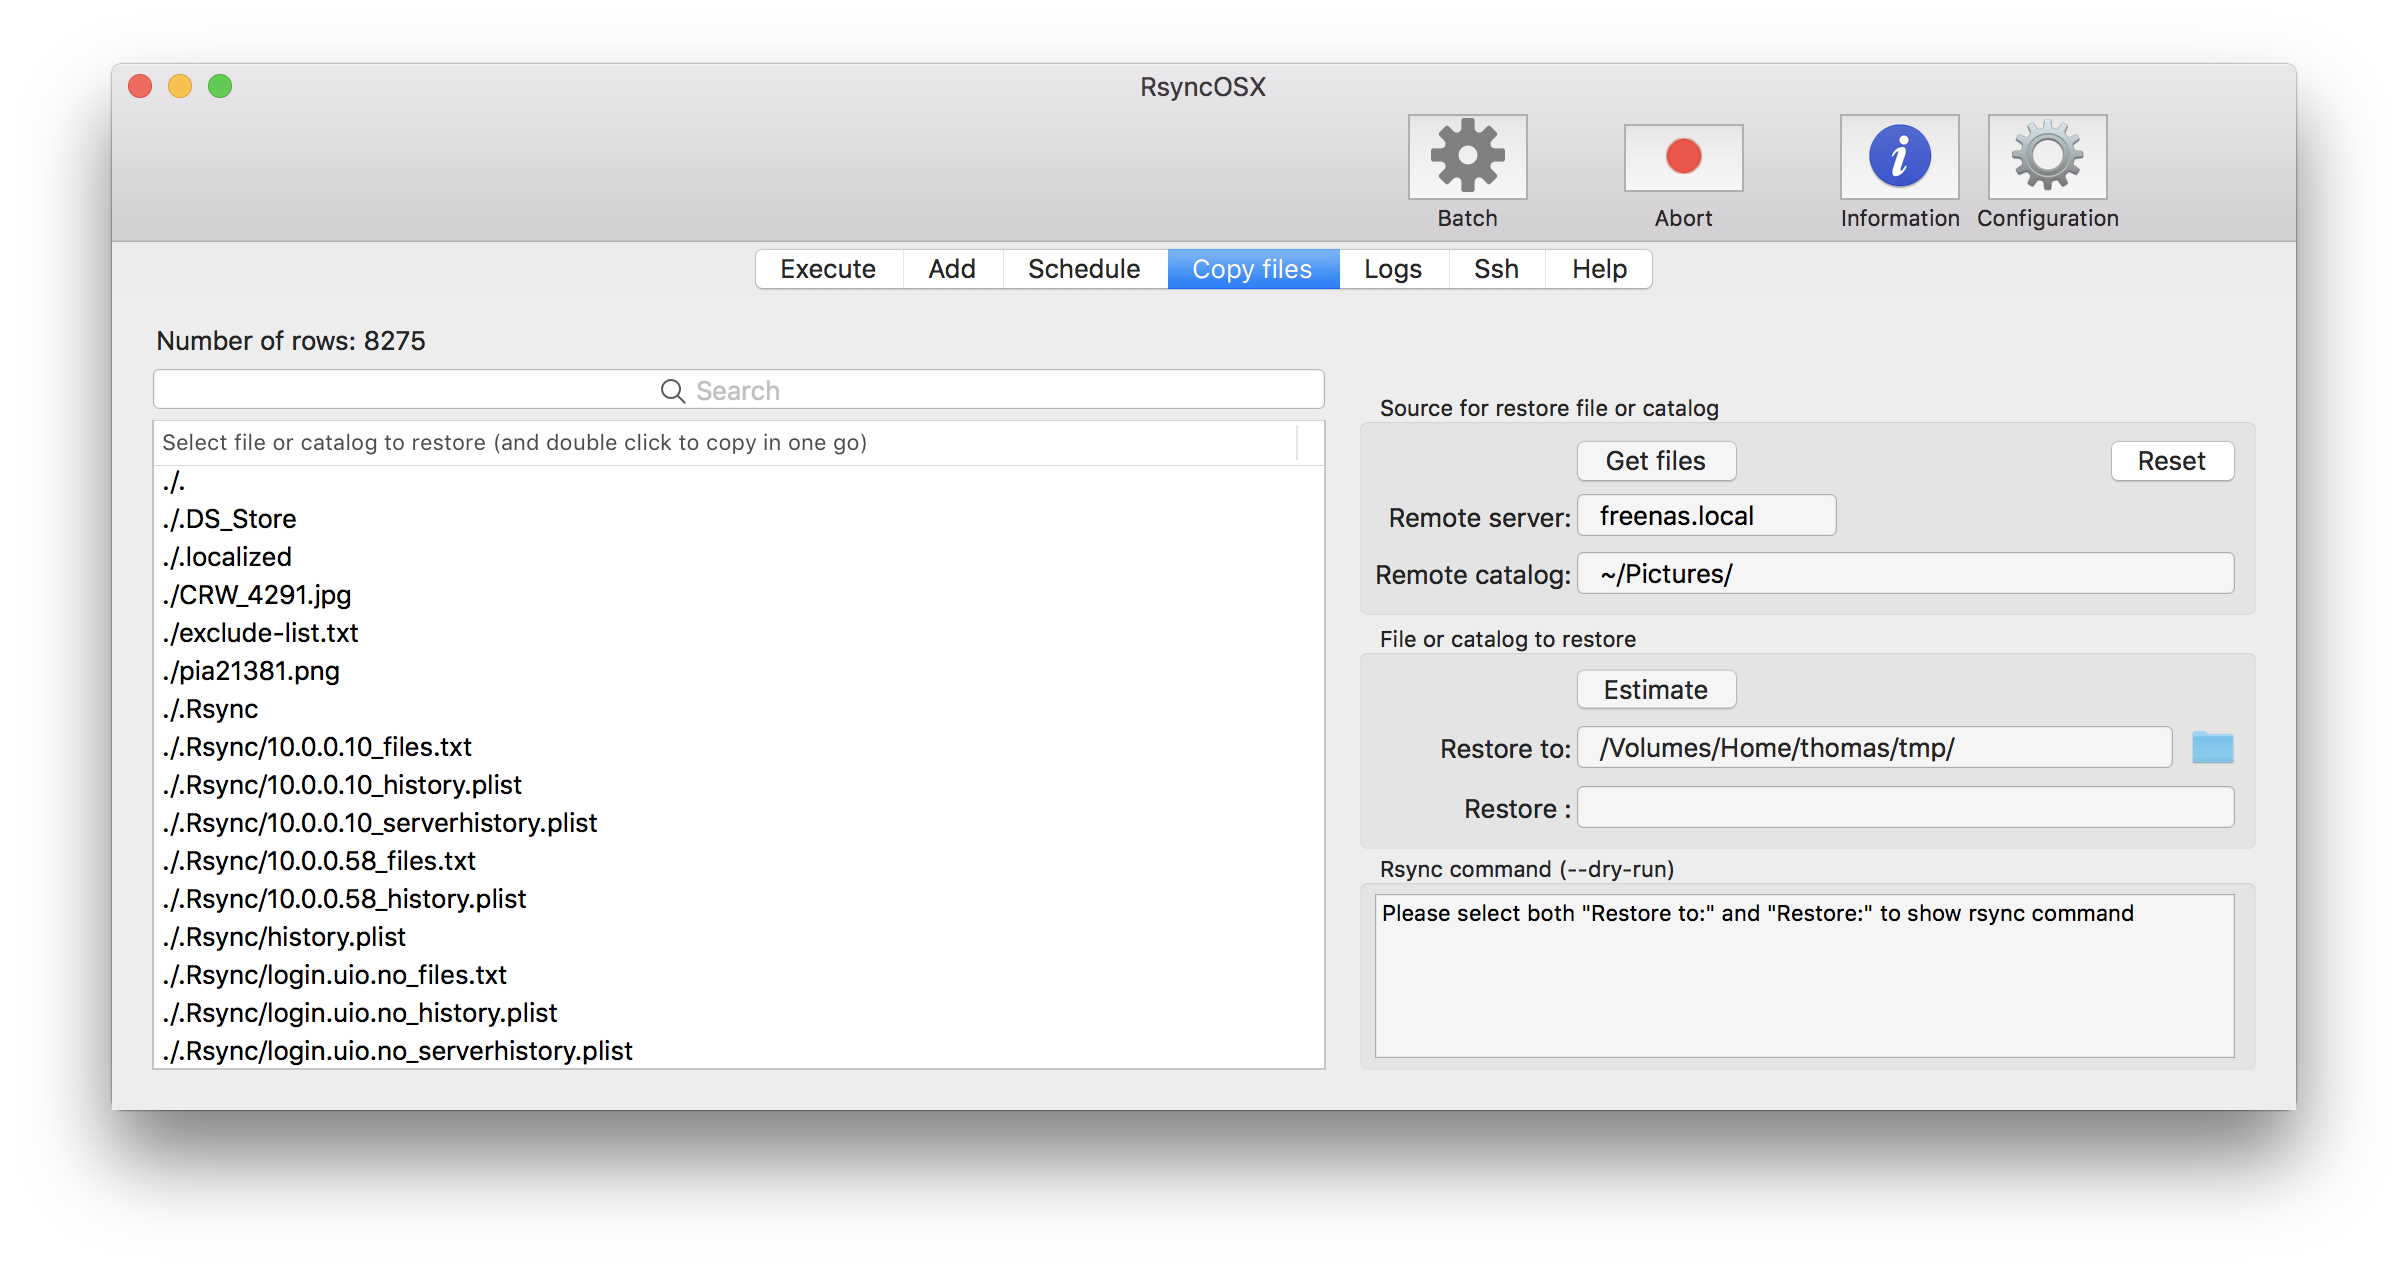 RsyncOSX
Batch
Abort
Information
Configuration
Execute
Add
Schedule
Copy files
Logs
Ssh
Help
Number of rows: 8275
Search
Select file or catalog to restore (and double click to copy in one go)
./.
./.DS_Store
./.localized
./CRW_4291.jpg
./exclude-list.txt
./pia21381.png
./.Rsync
./.Rsync/10.0.0.10_files.txt
./.Rsync/10.0.0.10_history.plist
./.Rsync/10.0.0.10_serverhistory.plist
./.Rsync/10.0.0.58_files.txt
./.Rsync/10.0.0.58_history.plist
./.Rsync/history.plist
./.Rsync/login.uio.no_files.txt
./.Rsync/login.uio.no_history.plist
./.Rsync/login.uio.no_serverhistory.plist
Source for restore file or catalog
Get files
Reset
Remote server: freenas.local
Remote catalog: ~/Pictures/
File or catalog to restore
Estimate
Restore to: /Volumes/Home/thomas/tmp/
Restore :
Rsync command (--dry-run)
Please select both "Restore to:" and "Restore:" to show rsync command